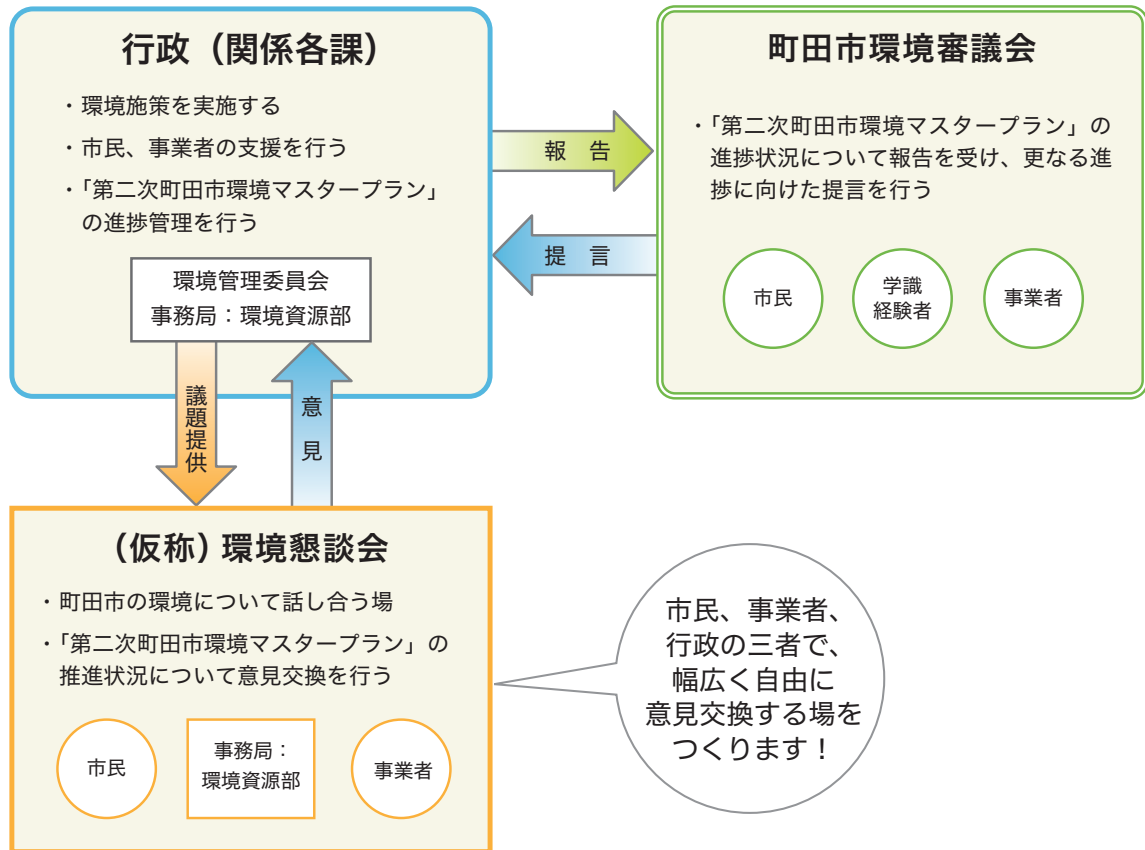 行政（関係各課）
・環境施策を実施する
・市民、事業者の支援を行う
・「第二次町田市環境マスタープラン」
の進捗管理を行う
環境管理委員会
事務局：環境資源部
報 告
提 言
町田市環境審議会
・「第二次町田市環境マスタープラン」の
進捗状況について報告を受け、更なる進
捗に向けた提言を行う
市民
学識
経験者
事業者
議題提供
意見
（仮称）環境懇談会
・町田市の環境について話し合う場
・「第二次町田市環境マスタープラン」の
推進状況について意見交換を行う
市民
事務局：
環境資源部
事業者
市民、事業者、
行政の三者で、
幅広く自由に
意見交換する場を
つくります！